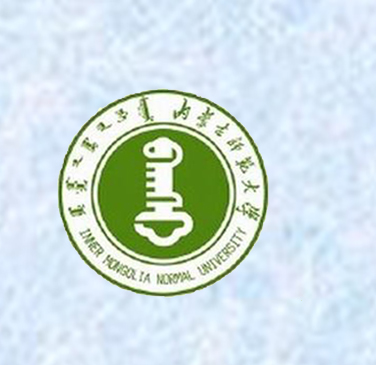 内蒙古师范大学
INNER MONGOLIA NORMAL UNIVERSITY